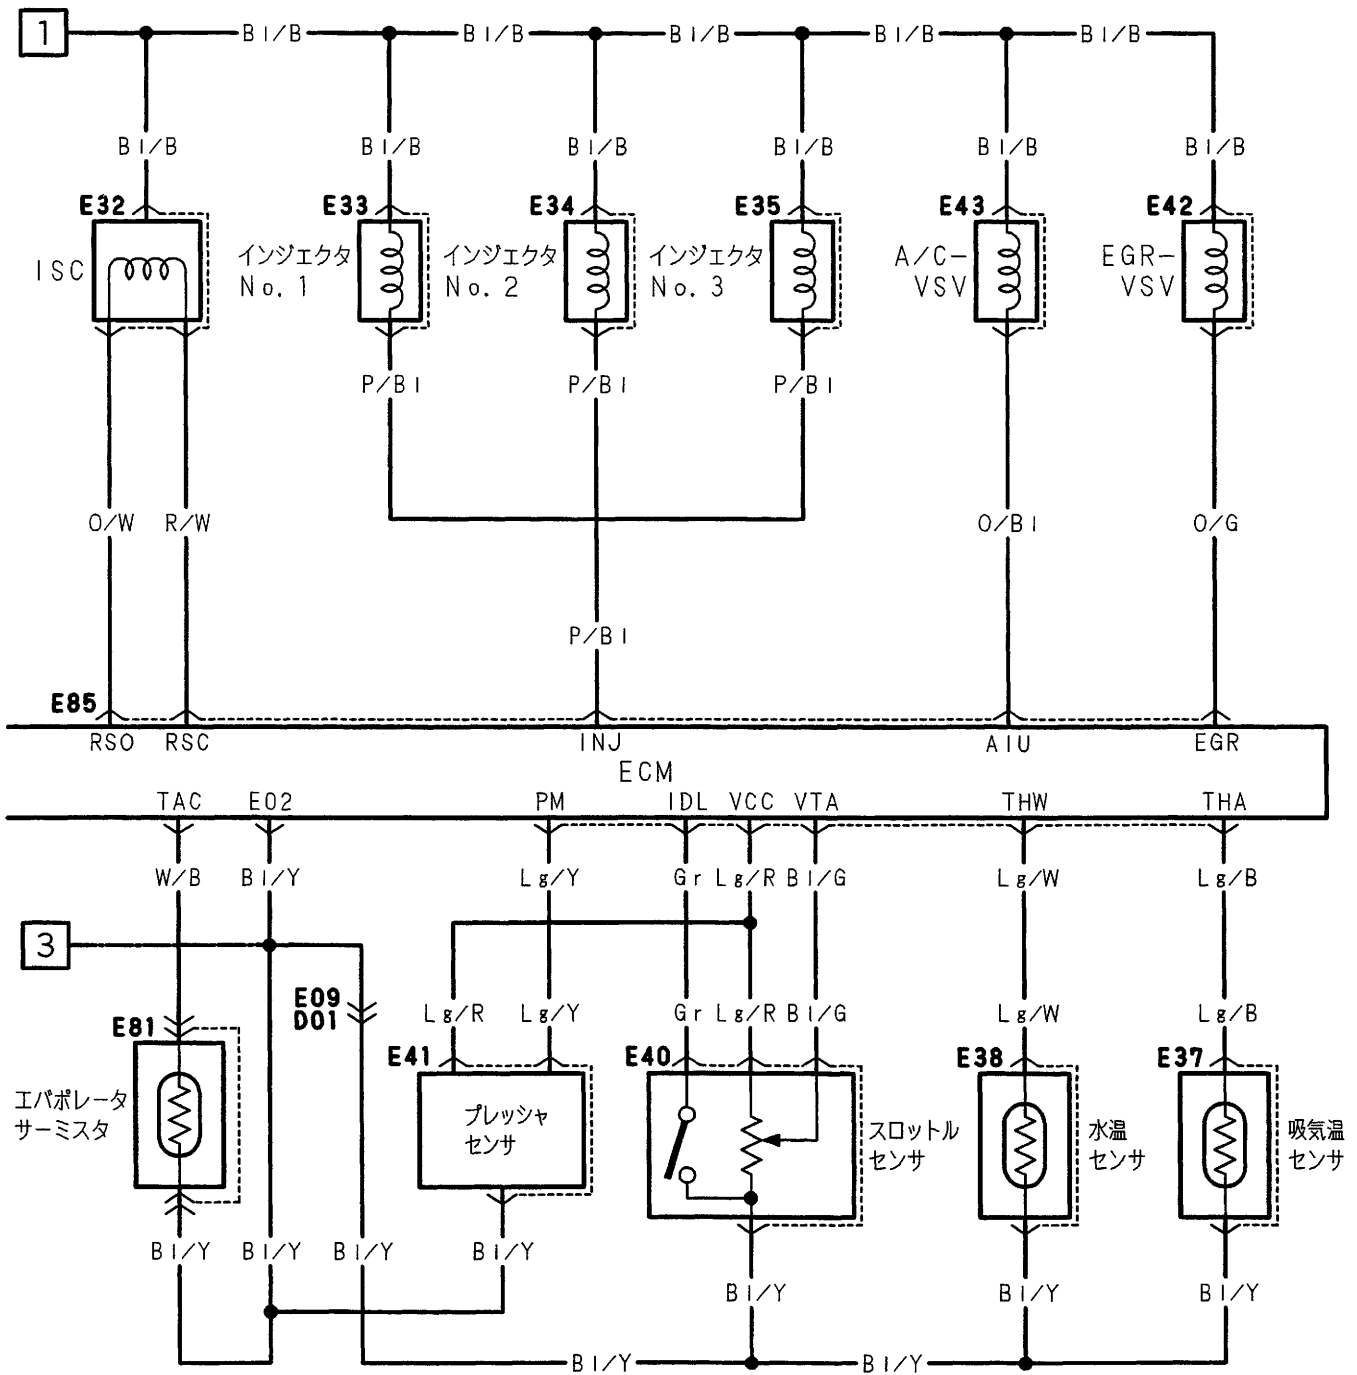 1
Bl/B Bl/B Bl/B Bl/B Bl/B
Bl/B Bl/B Bl/B Bl/B Bl/B Bl/B
E32 E33 E34 E35 E43 E42
ISC
インジェクタ
No. 1
インジェクタ
No. 2
インジェクタ
No. 3
A/C-
VSV
EGR-
VSV
P/Bl P/Bl P/Bl
O/W R/W O/Bl O/G
P/Bl
E85
RSO RSC INJ AIU EGR
ECM
TAC E02 PM IDL VCC VTA THW THA
W/B Bl/Y Lg/Y Gr Lg/R Bl/G Lg/W Lg/B
3
E09
D01
Lg/R Lg/Y Gr Lg/R Bl/G Lg/W Lg/B
E81 E41 E40 E38 E37
エバポレータ
サーミスタ
プレッシャ
センサ
スロットル
センサ
水温
センサ
吸気温
センサ
Bl/Y Bl/Y Bl/Y Bl/Y
Bl/Y Bl/Y Bl/Y
Bl/Y Bl/Y